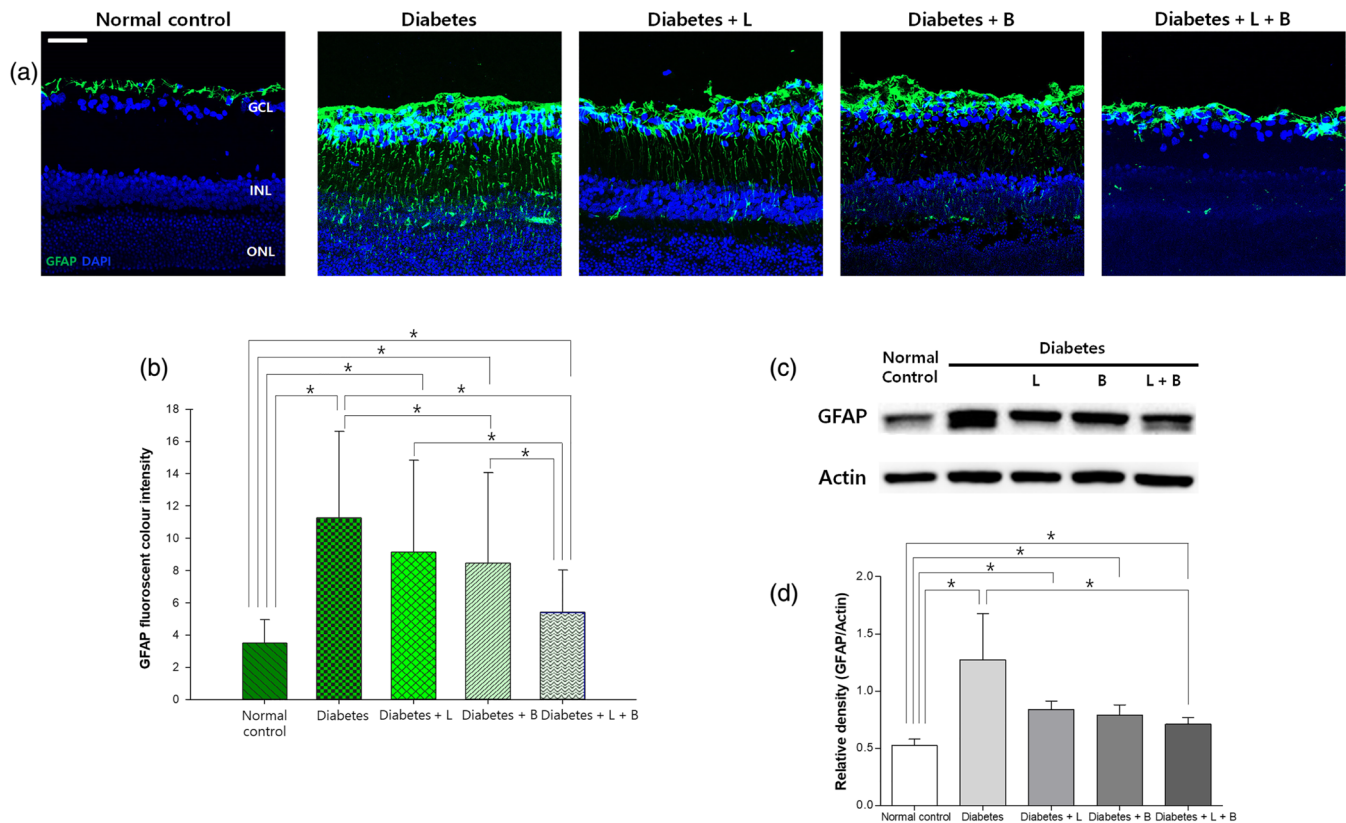 Normal control
Diabetes
Diabetes + L
Diabetes + B
Diabetes + L + B
(a)
GCL
INL
ONL
GFAP DAPI
(b)
GFAP fluoroscent colour intensity
18
16
14
12
10
8
6
4
2
0
*
*
*
*
*
*
*
*
Normal control
Diabetes
Diabetes + L
Diabetes + B
Diabetes + L + B
(c)
Normal Control
Diabetes
L
B
L + B
GFAP
Actin
(d)
Relative density (GFAP/Actin)
2.0
1.5
1.0
0.5
0.0
*
*
*
*
*
Normal control
Diabetes
Diabetes + L
Diabetes + B
Diabetes + L + B